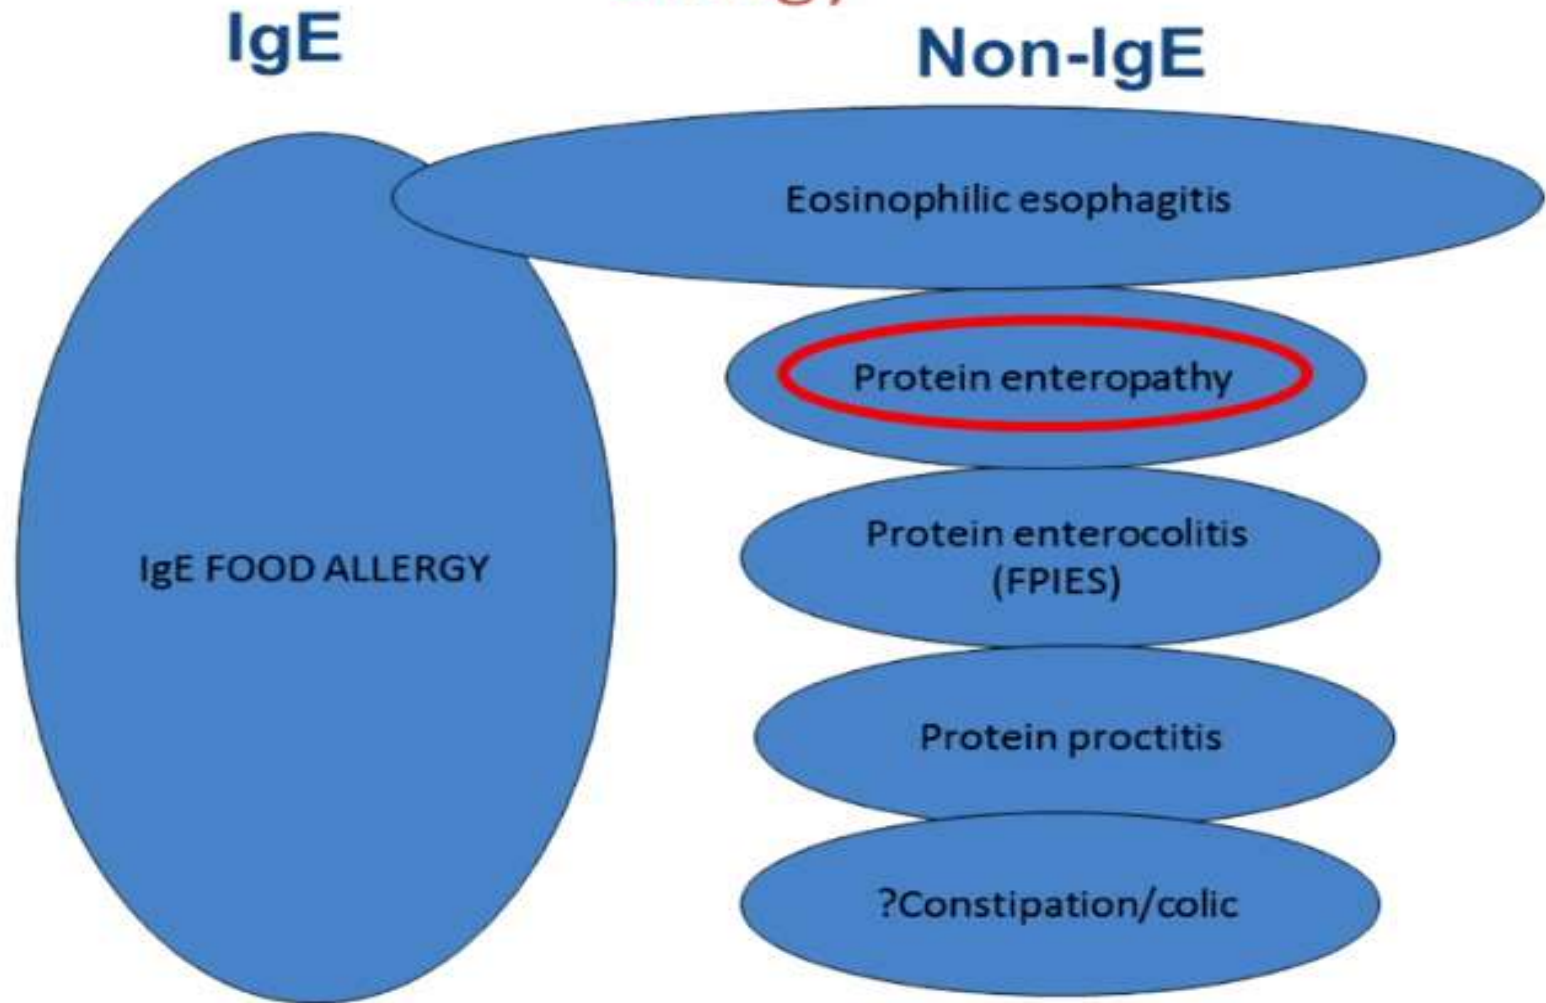 IgE
Non-IgE
Eosinophilic esophagitis
Protein enteropathy
IgE FOOD ALLERGY
Protein enterocolitis
(FPIES)
Protein proctitis
?Constipation/colic